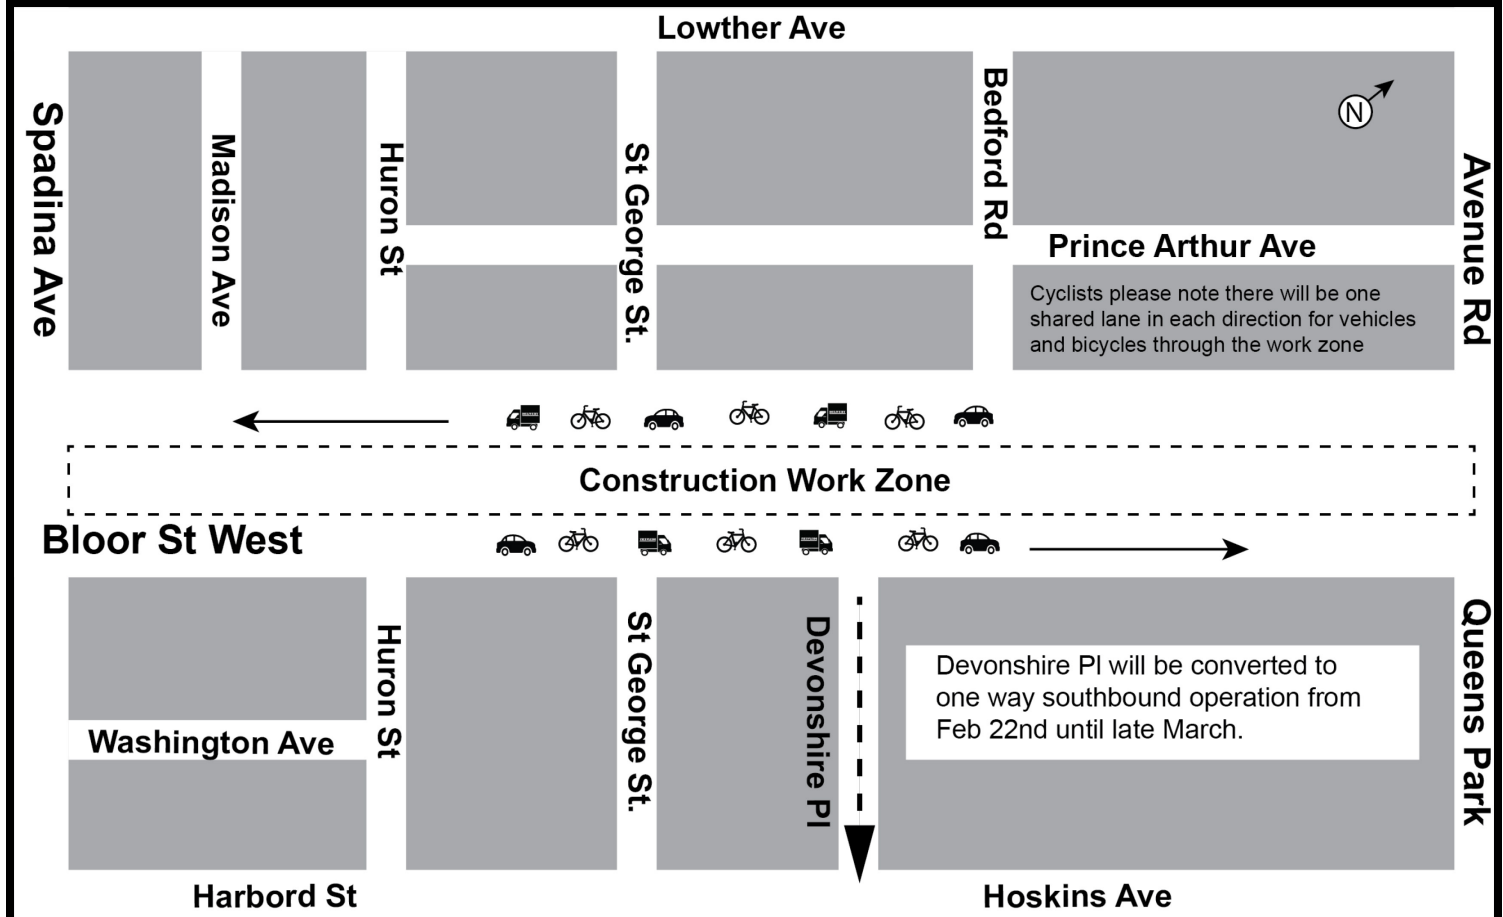 Lowther Ave
Spadina Ave
Madison Ave
Huron St
St George St.
Bedford Rd
N
Avenue Rd
Prince Arthur Ave
Cyclists please note there will be one
shared lane in each direction for vehicles
and bicycles through the work zone
Construction Work Zone
Bloor St West
Huron St
St George St.
Devonshire Pl
Queens Park
Devonshire Pl will be converted to
one way southbound operation from
Feb 22nd until late March.
Washington Ave
Harbord St
Hoskins Ave